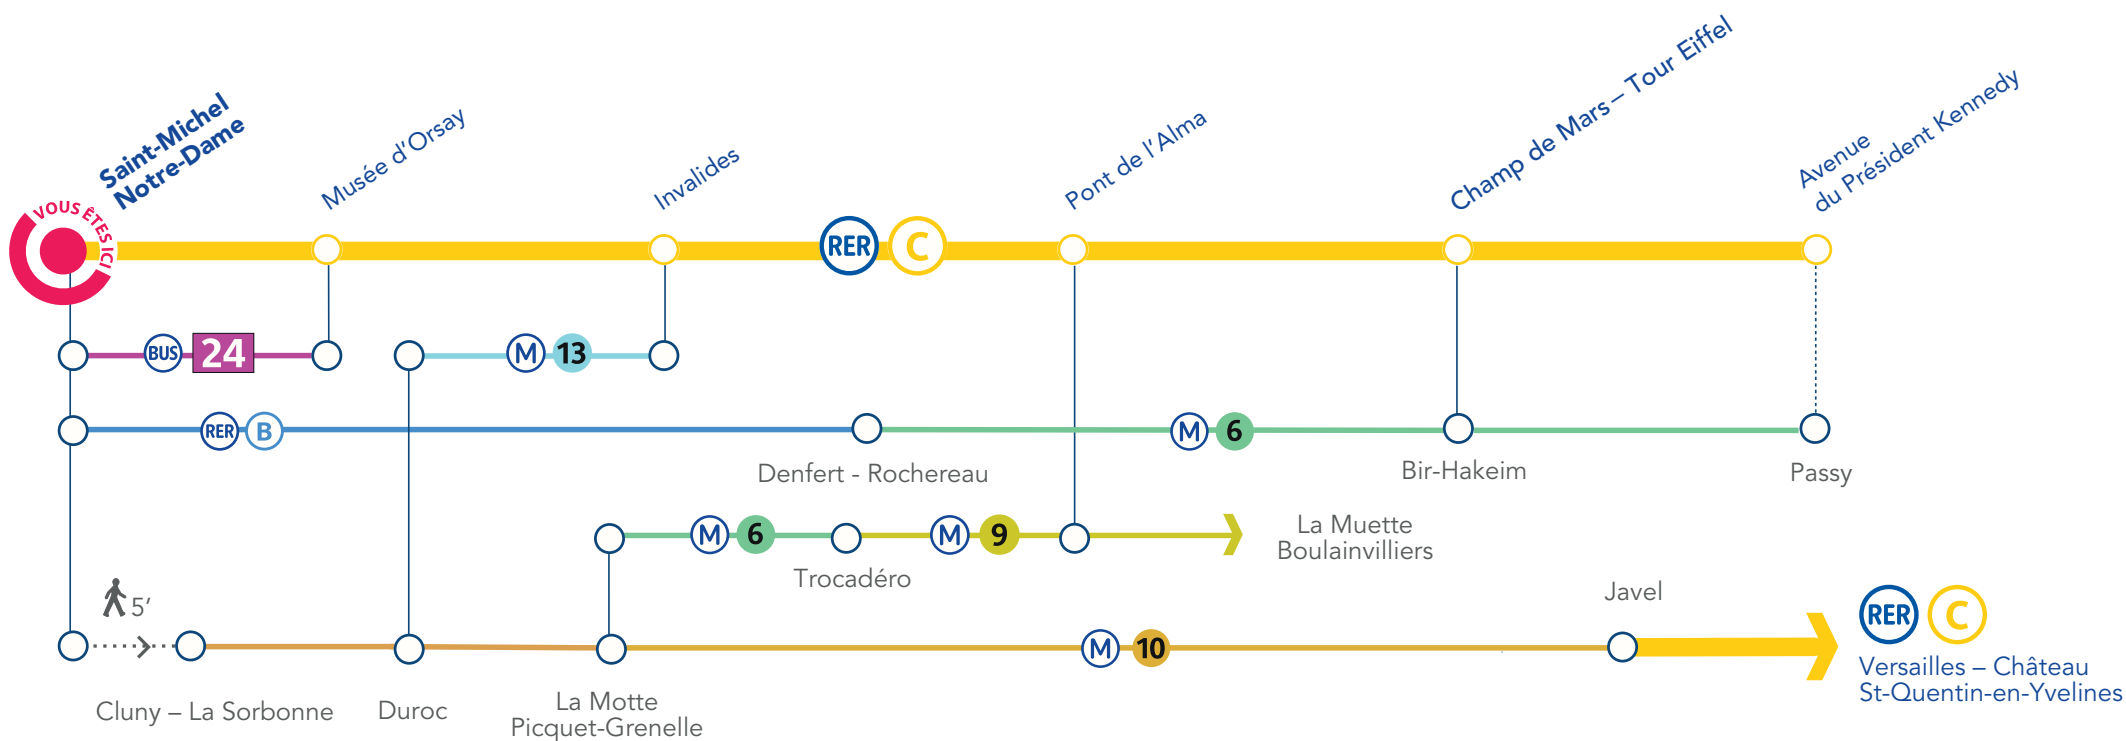 Saint-Michel
Notre-Dame
Musée d'Orsay
Invalides
Pont de l'Alma
Champ de Mars – Tour Eiffel
Avenue
du Président Kennedy
VOUS ÊTES ICI
RER C
BUS 24
M 13
RER B
M 6
Denfert - Rochereau
Bir-Hakeim
Passy
M 6
M 9
La Muette
Boulainvilliers
Trocadéro
5'
Javel
RER C
M 10
Versailles – Château
St-Quentin-en-Yvelines
Cluny – La Sorbonne
Duroc
La Motte
Picquet-Grenelle